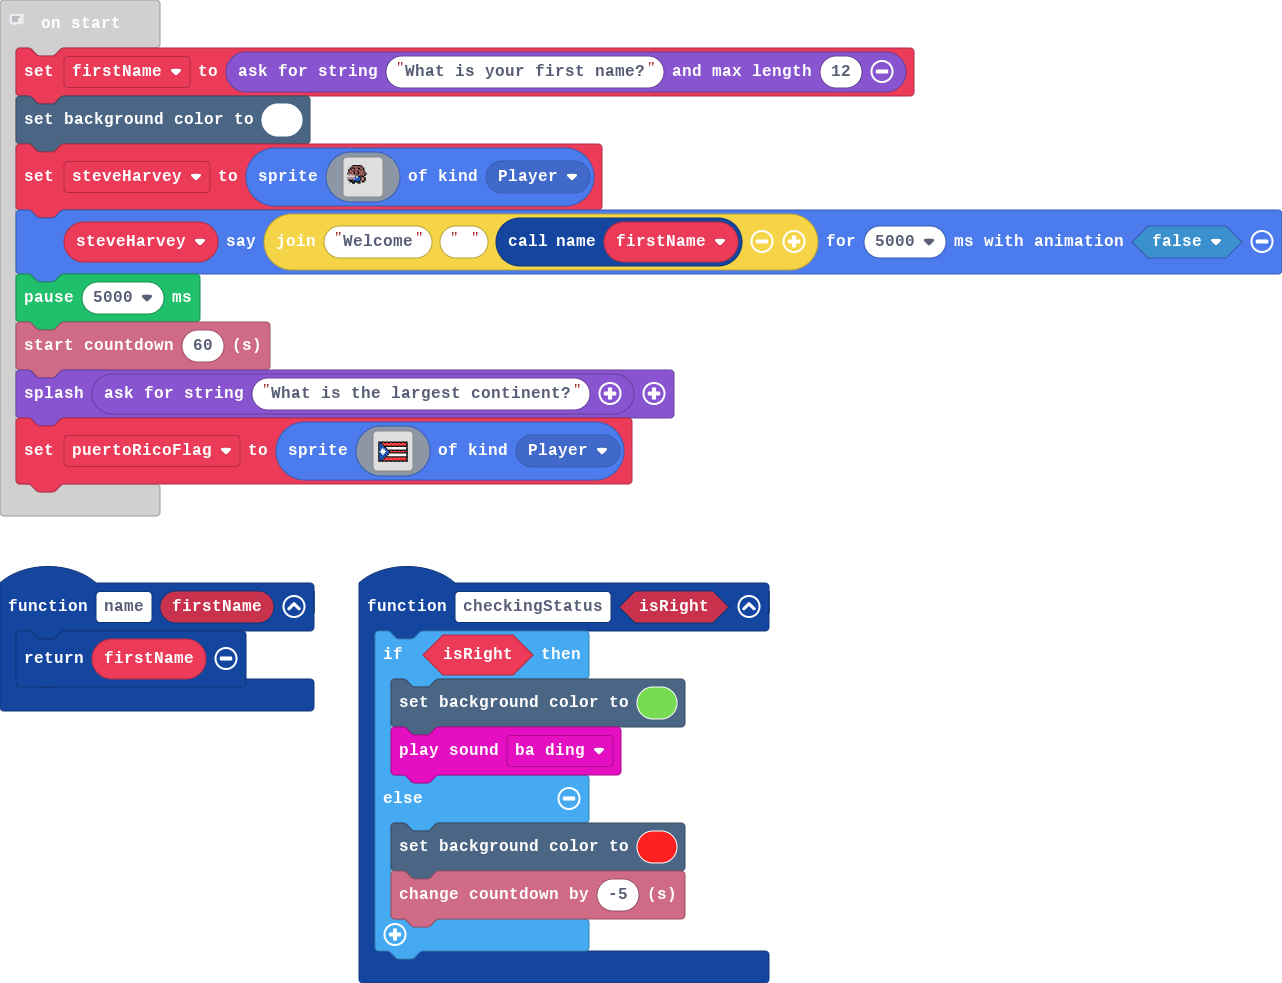 on start
set firstName to ask for string "What is your first name?" and max length 12
set background color to
set steveHarvey to sprite of kind Player
steveHarvey say join "Welcome" " " call name firstName for 5000 ms with animation false
pause 5000 ms
start countdown 60 (s)
splash ask for string "What is the largest continent?"
set puertoRicoFlag to sprite of kind Player
function name firstName
return firstName
function checkingStatus isRight
if isRight then
set background color to
play sound ba ding
else
set background color to
change countdown by -5 (s)